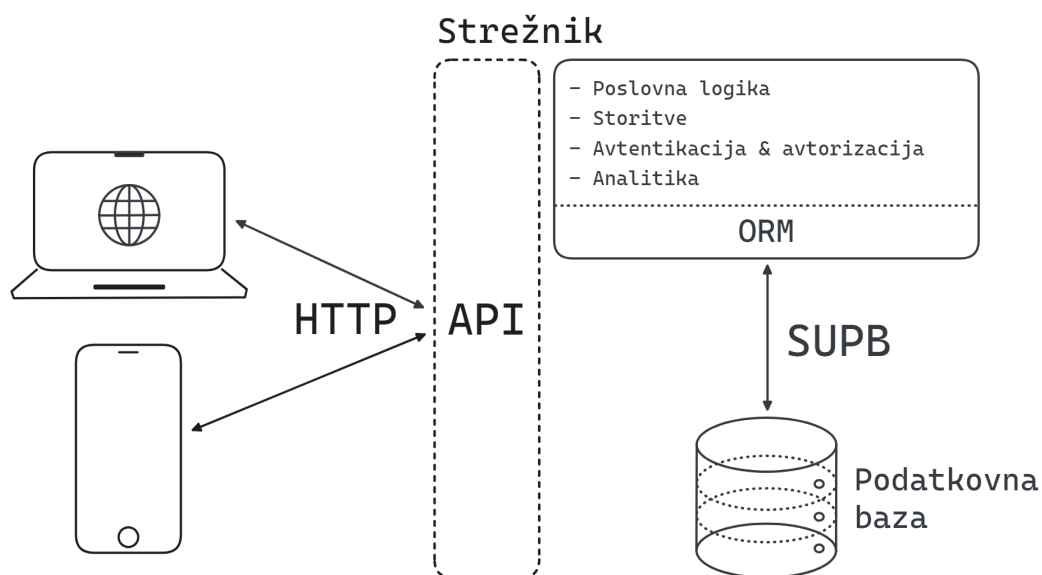 Strežnik
- Poslovna logika
- Storitve
- Avtentikacija & avtorizacija
- Analitika
ORM
HTTP
API
SUPB
Podatkovna
baza